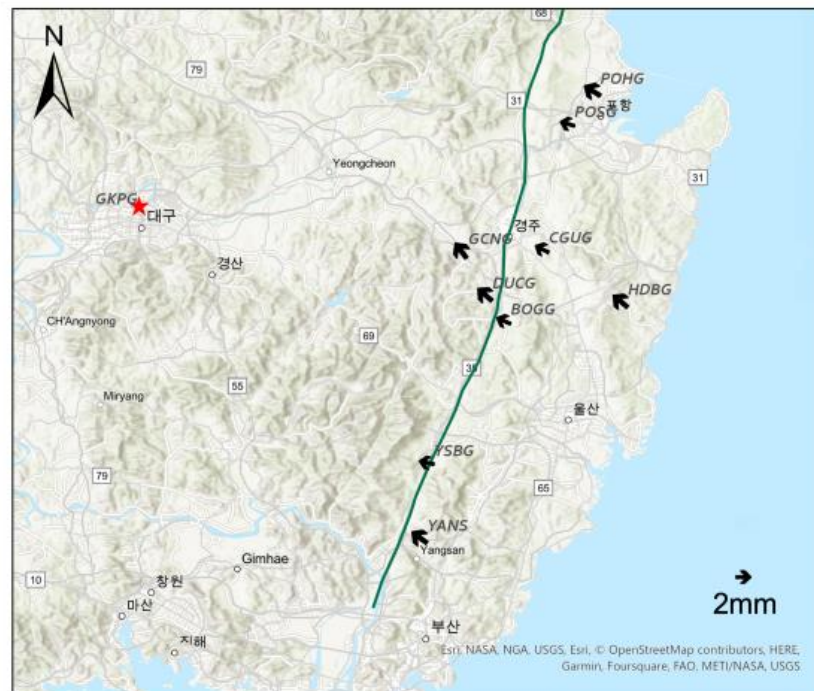 N
68
79
POHG
31
포항
POSG
Yeongcheon
31
GKPG
대구
경주
GCNG
CGUG
경산
DUCG
HDBG
BOGG
CH'Angnyong
69
35
55
Miryang
울산
YSBG
79
65
YANS
Yangsan
Gimhae
10
창원
2mm
마산
부산
진해
Esri, NASA, NGA, USGS, Esri, © OpenStreetMap contributors, HERE,
Garmin, Foursquare, FAO, METI/NASA, USGS